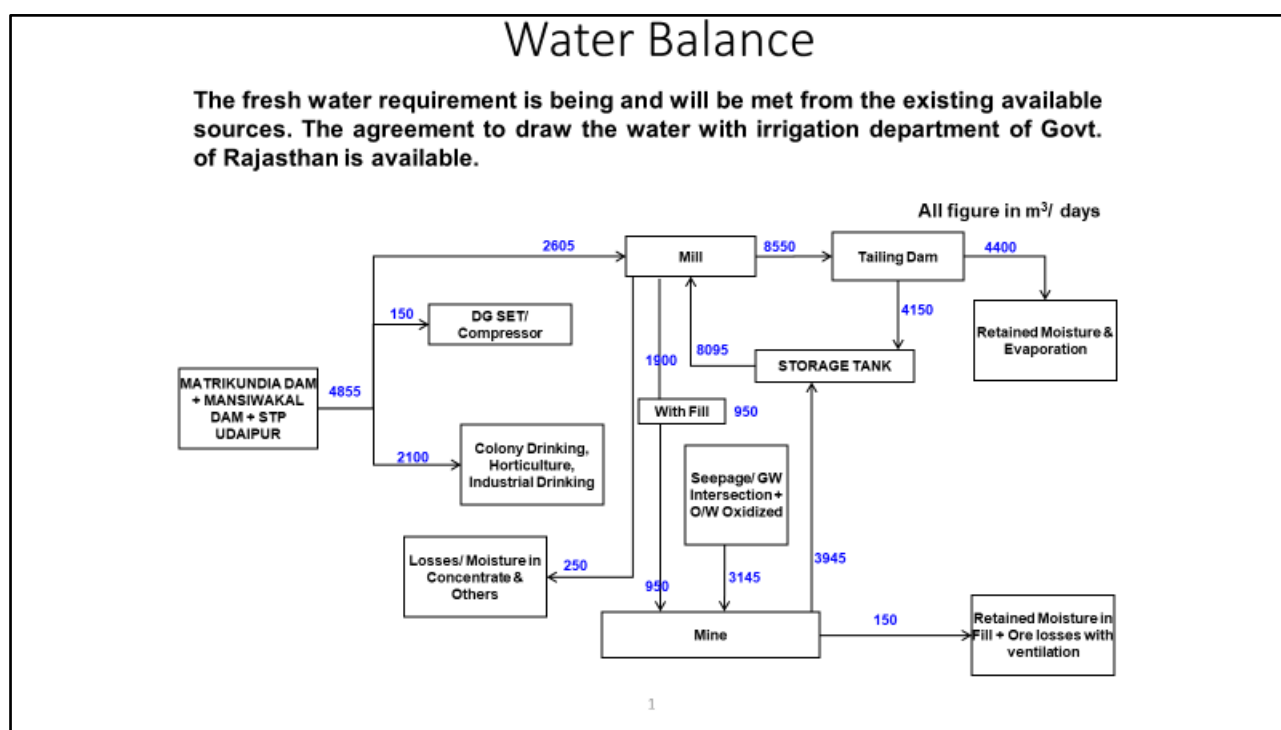 Water Balance
The fresh water requirement is being and will be met from the existing available
sources. The agreement to draw the water with irrigation department of Govt.
of Rajasthan is available.
All figure in m³/ days
2605
Mill
8550
Tailing Dam
4400
150
DG SET/
Compressor
4150
Retained Moisture &
Evaporation
8095
1900
STORAGE TANK
MATRIKUNDIA DAM
+ MANSIWAKAL
DAM + STP
UDAIPUR
4855
With Fill
950
2100
Colony Drinking,
Horticulture,
Industrial Drinking
Seepage/ GW
Intersection +
O/W Oxidized
Losses/ Moisture in
Concentrate &
Others
250
950
3145
3945
Mine
150
Retained Moisture in
Fill + Ore losses with
ventilation
1